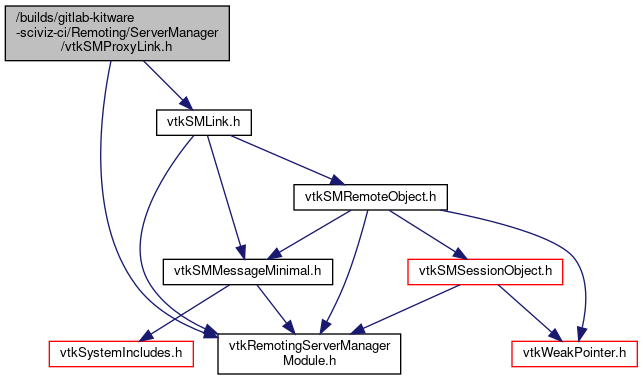 /builds/gitlab-kitware
-sciviz-ci/Remoting/ServerManager
/vtkSMProxyLink.h
vtkSMLink.h
vtkSMRemoteObject.h
vtkSMMessageMinimal.h
vtkSMSessionObject.h
vtkSystemIncludes.h
vtkRemotingServerManager
Module.h
vtkWeakPointer.h